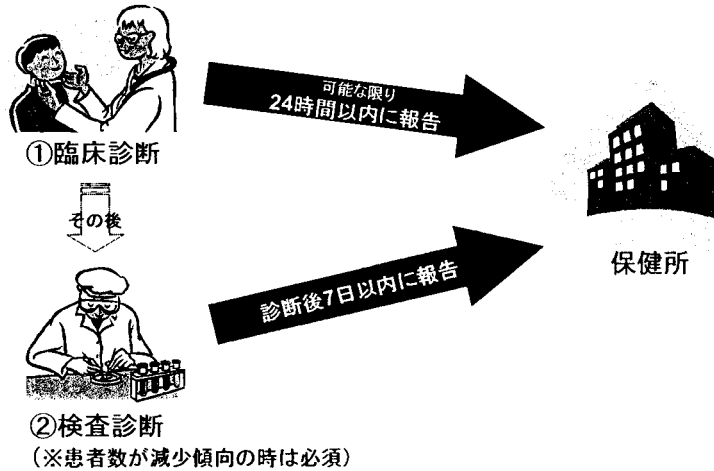 可能な限り
24時間以内に報告
①臨床診断
その後
保健所
診断後7日以内に報告
②検査診断
(※患者数が減少傾向の時は必須)